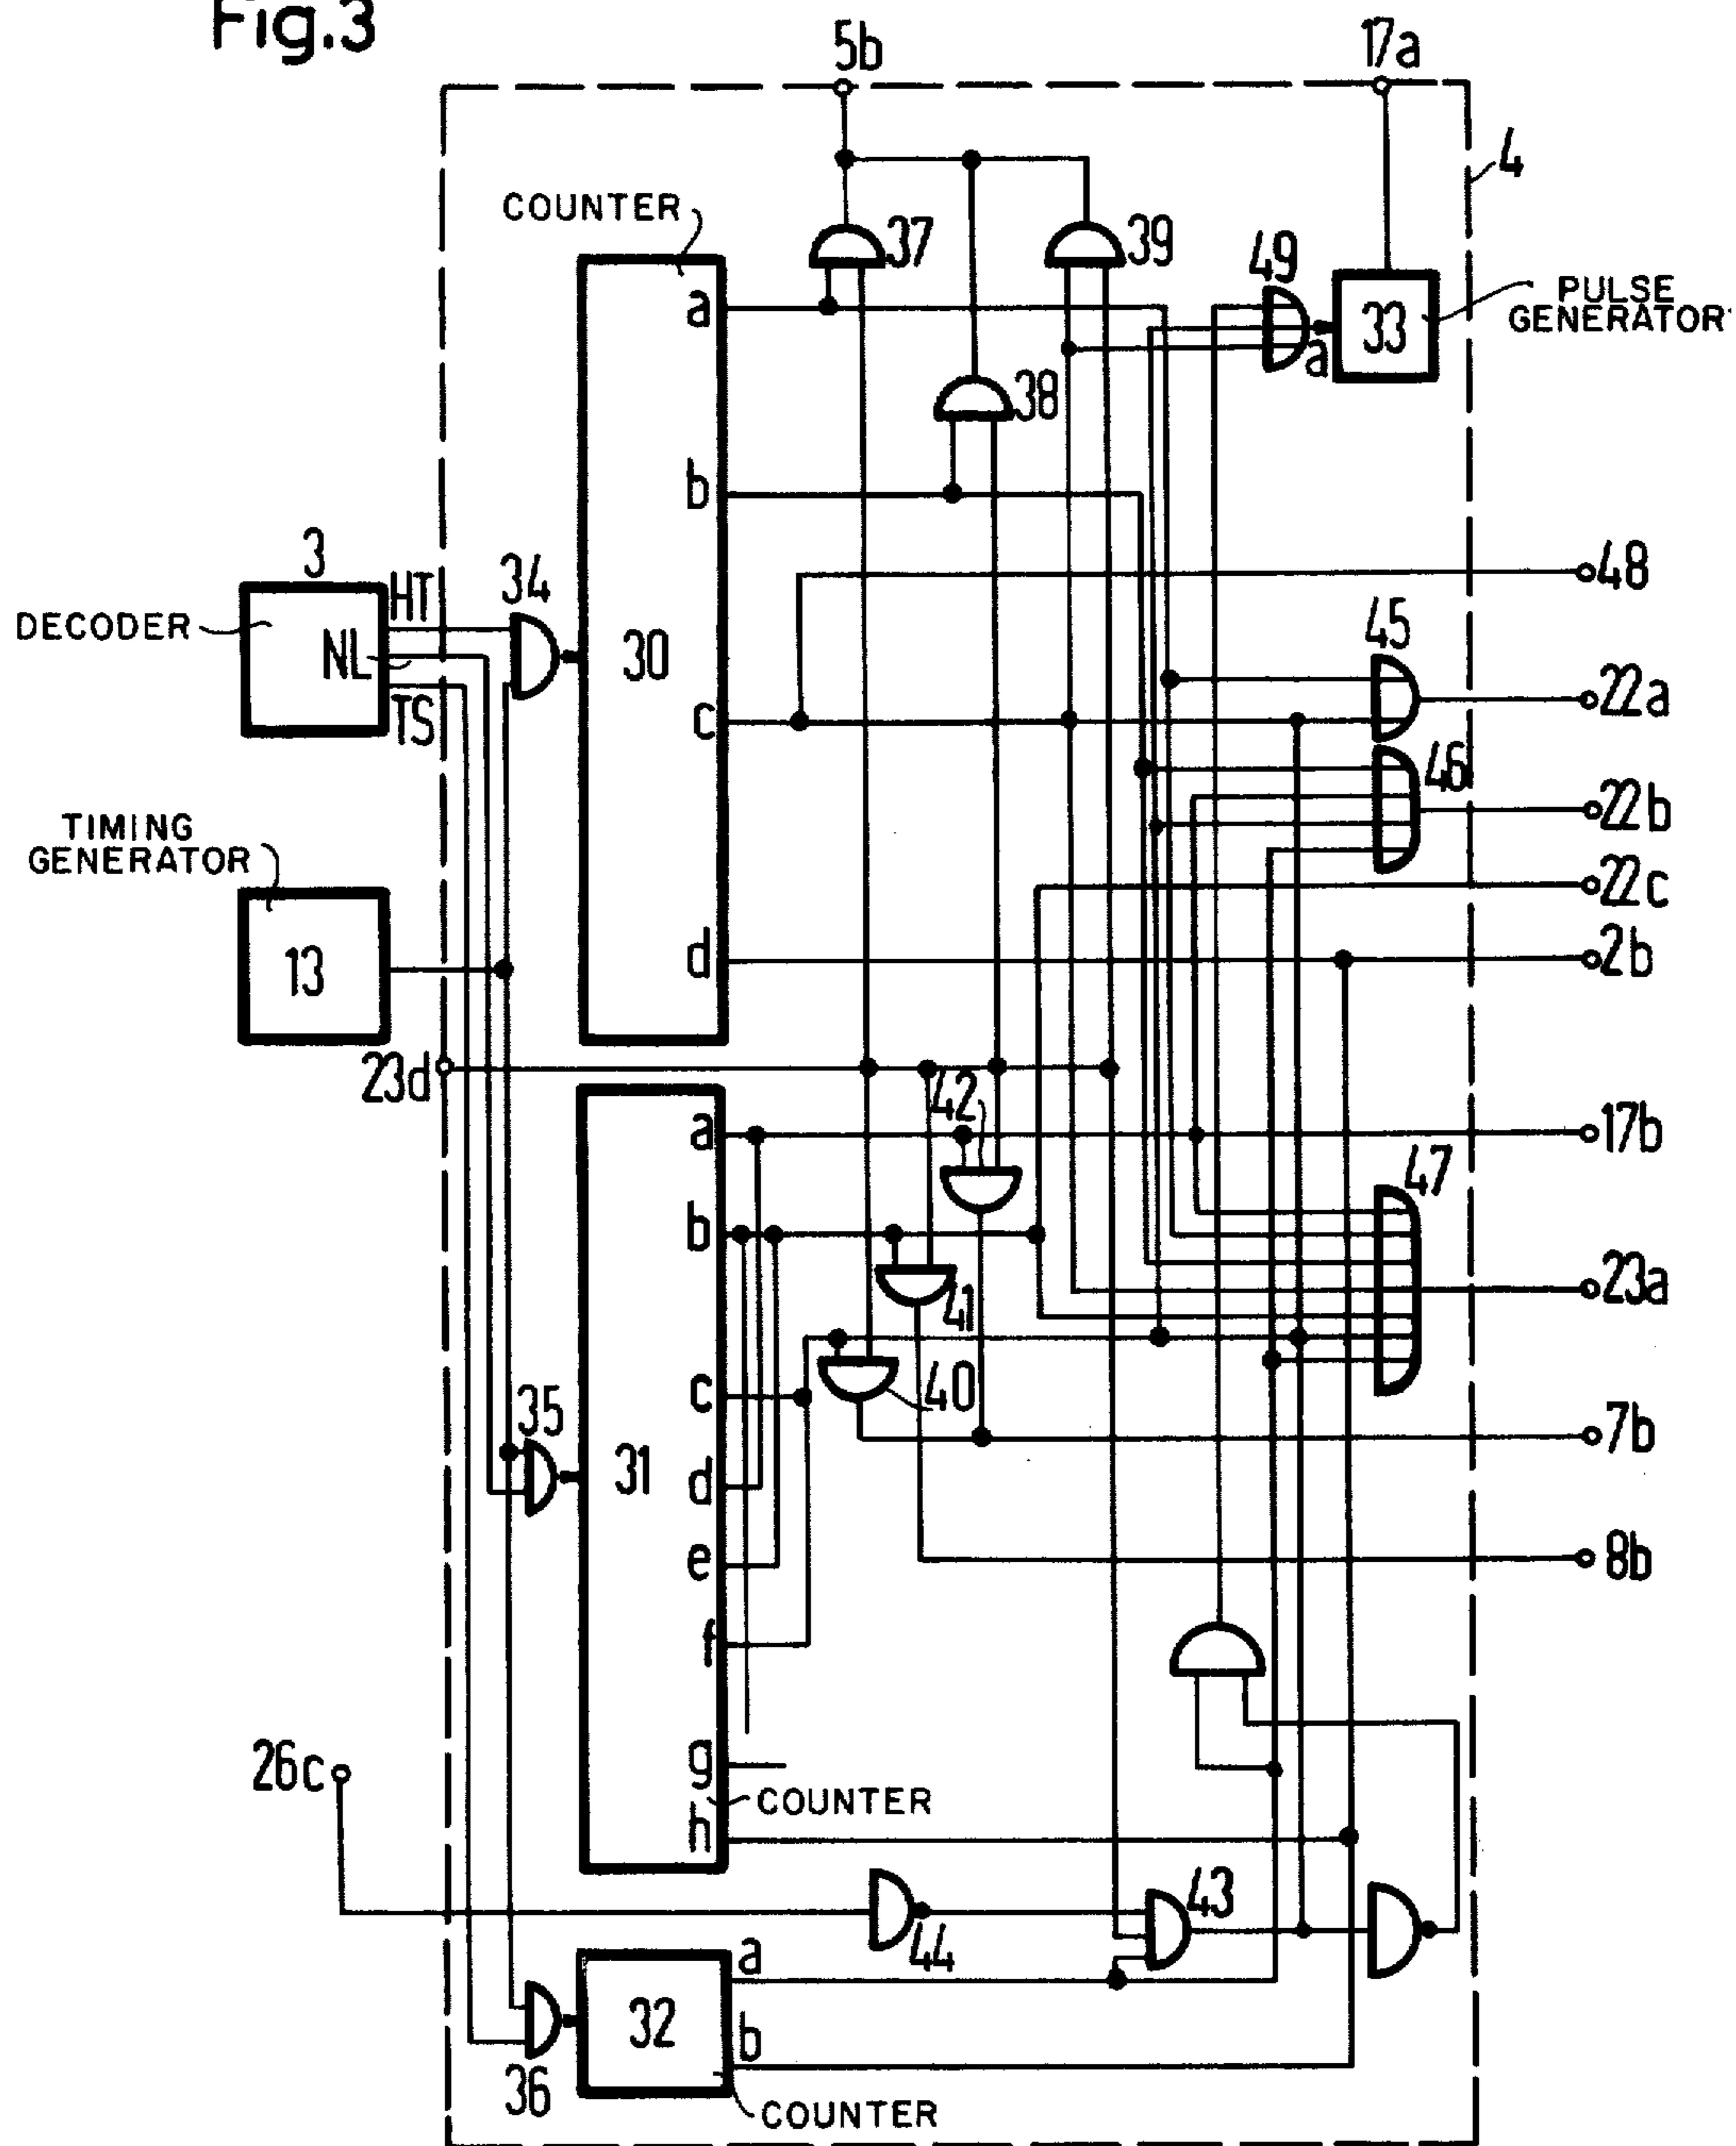 Fig.3
5b
17a
4
COUNTER
37
39
49
PULSE
GENERATOR
a
33
a
38
b
48
3
HT
34
DECODER
NL
30
45
22a
TS
c
46
22b
TIMING
GENERATOR
22c
d
2b
13
23d
42
a
17b
47
b
23a
41
c
40
35
7b
31
d
e
8b
f
26c
g
COUNTER
h
43
44
a
32
b
36
COUNTER